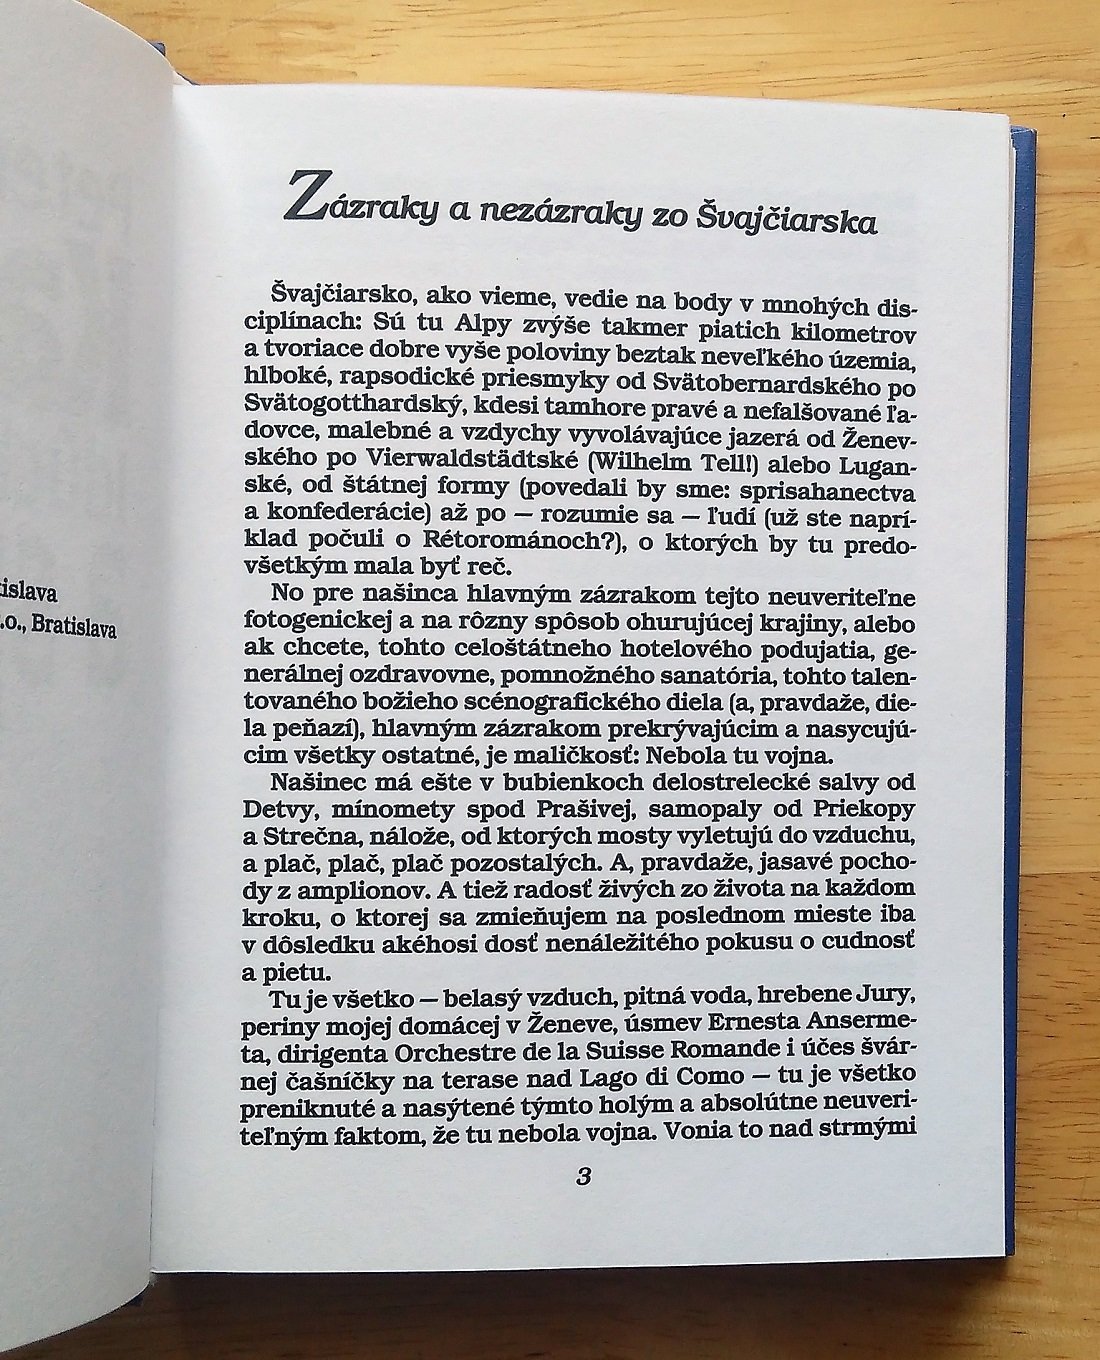 tislava
.o., Bratislava
Zázraky a nezázraky zo Švajčiarska
Švajčiarsko, ako vieme, vedie na body v mnohých dis-
ciplínach: Sú tu Alpy zvýše takmer piatich kilometrov
a tvoriace dobre vyše poloviny beztak neveľkého územia,
hlboké, rapsodické priesmyky od Svätobernardského po
Svätogotthardský, kdesi tamhore pravé a nefalšované ľa-
dovce, malebné a vzdychy vyvolávajúce jazerá od Ženev-
ského po Vierwaldstädtské (Wilhelm Tell!) alebo Lugan-
ské, od štátnej formy (povedali by sme: sprisahanectva
a konfederácie) až po — rozumie sa — ľudí (už ste naprí-
klad počuli o Rétorománoch?), o ktorých by tu predo-
všetkým mala byť reč.
No pre našinca hlavným zázrakom tejto neuveriteľne
fotogenickej a na rôzny spôsob ohurujúcej krajiny, alebo
ak chcete, tohto celoštátneho hotelového podujatia, ge-
nerálnej ozdravovne, pomnožného sanatória, tohto talen-
tovaného božieho scénografického diela (a, pravdaže, die-
la peňazí), hlavným zázrakom prekrývajúcim a nasycujú-
cim všetky ostatné, je maličkosť: Nebola tu vojna.
Našinec má ešte v bubienkoch delostrelecké salvy od
Detvy, mínomety spod Prašivej, samopaly od Priekopy
a Strečna, nálože, od ktorých mosty vyletujú do vzduchu,
a plač, plač, plač pozostalých. A, pravdaže, jasavé pocho-
dy z amplionov. A tiež radosť živých zo života na každom
kroku, o ktorej sa zmieňujem na poslednom mieste iba
v dôsledku akéhosi dosť nenáležitého pokusu o cudnosť
a pietu.
Tu je všetko — belasý vzduch, pitná voda, hrebene Jury,
periny mojej domácej v Ženeve, úsmev Ernesta Anserme-
ta, dirigenta Orchestre de la Suisse Romande i účes švár-
nej čašníčky na terase nad Lago di Como — tu je všetko
preniknuté a nasýtené týmto holým a absolútne neuveri-
teľným faktom, že tu nebola vojna. Vonia to nad strmými
3